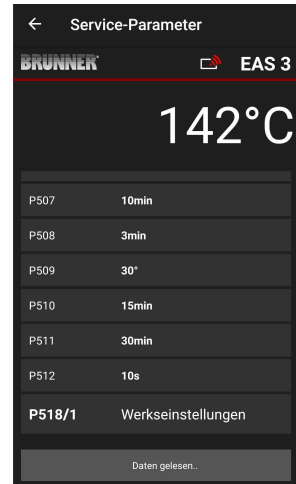 ← Service-Parameter
BRUNNER EAS 3
142°C
P507 10min
P508 3min
P509 30°
P510 15min
P511 30min
P512 10s
P518/1 Werkseinstellungen
Daten gelesen..